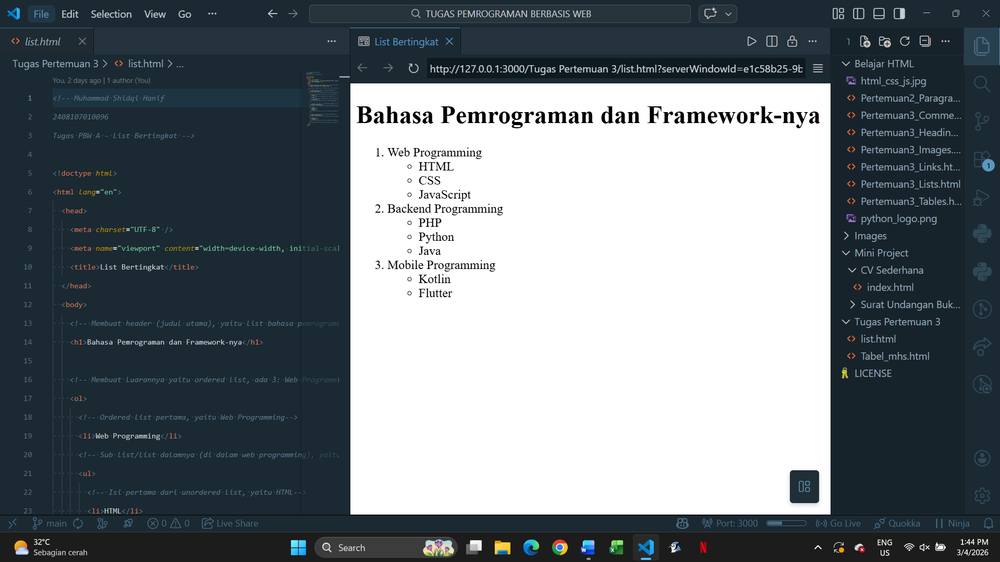 File Edit Selection View Go ··· TUGAS PEMROGRAMAN BERBASIS WEB
list.html
Tugas Pertemuan 3 > list.html > ...
You, 2 days ago | 1 author (You)
1 <!-- Muhammad Shidqi Hanif
2 2408107010096
3 Tugas PBW A - List Bertingkat -->
4
5 <!doctype html>
6 <html lang="en">
7 <head>
8 <meta charset="UTF-8" />
9 <meta name="viewport" content="width=device-width, initial-scal
10 <title>List Bertingkat</title>
11 </head>
12 <body>
13 <!-- Membuat header (judul utama), yaitu list bahasa pemrograma
14 <h1>Bahasa Pemrograman dan Framework-nya</h1>
15
16 <!-- Membuat Luarannya yaitu ordered list, ada 3: Web Programmi
17 <ol>
18 <!-- Ordered list pertama, yaitu Web Programming-->
19 <li>Web Programming</li>
20 <!-- Sub list/list dalamnya (di dalam web programming), yaitu
21 <ul>
22 <!-- Isi pertama dari unordered list, yaitu HTML-->
23 <li>HTML</li>
List Bertingkat
http://127.0.0.1:3000/Tugas Pertemuan 3/list.html?serverWindowId=e1c58b25-9b
Bahasa Pemrograman dan Framework-nya
1. Web Programming
HTML
CSS
JavaScript
2. Backend Programming
PHP
Python
Java
3. Mobile Programming
Kotlin
Flutter
Belajar HTML
html_css_js.jpg
Pertemuan2_Paragra...
Pertemuan3_Comme...
Pertemuan3_Headin...
Pertemuan3_Images....
Pertemuan3_Links.ht...
Pertemuan3_Lists.html
Pertemuan3_Tables.h...
python_logo.png
Images
Mini Project
CV Sederhana
index.html
Surat Undangan Buk...
Tugas Pertemuan 3
list.html
Tabel_mhs.html
LICENSE
1
main 0 0 Live Share Port: 3000 Go Live Quokka Ninja
32°C
Sebagian cerah
Search
ENG
US
1:44 PM
3/4/2026